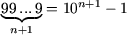 99 ... 9 = 10^{n+1} − 1
n+1